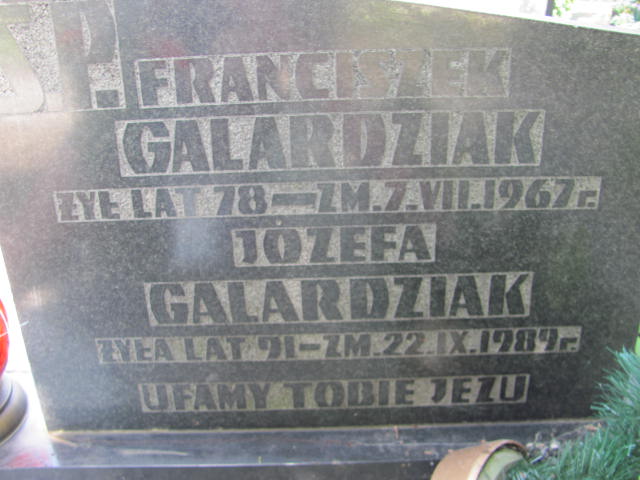 ŚP. FRANCISZEK
GALARDZIAK
ŻYŁ LAT 78 — ZM. 7. VII. 1967 r.
JÓZEFA
GALARDZIAK
ŻYŁA LAT 91 — ZM. 22. IX. 1989 r.
UFAMY TOBIE JEZU